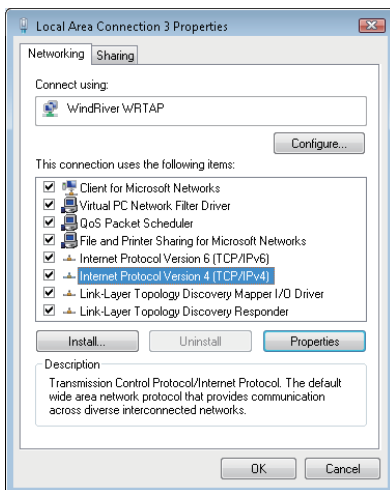 Local Area Connection 3 Properties
Networking
Sharing
Connect using:
WindRiver WRTAP
Configure...
This connection uses the following items:
Client for Microsoft Networks
Virtual PC Network Filter Driver
QoS Packet Scheduler
File and Printer Sharing for Microsoft Networks
Internet Protocol Version 6 (TCP/IPv6)
Internet Protocol Version 4 (TCP/IPv4)
Link-Layer Topology Discovery Mapper I/O Driver
Link-Layer Topology Discovery Responder
Install...
Uninstall
Properties
Description
Transmission Control Protocol/Internet Protocol. The default
wide area network protocol that provides communication
across diverse interconnected networks.
OK
Cancel